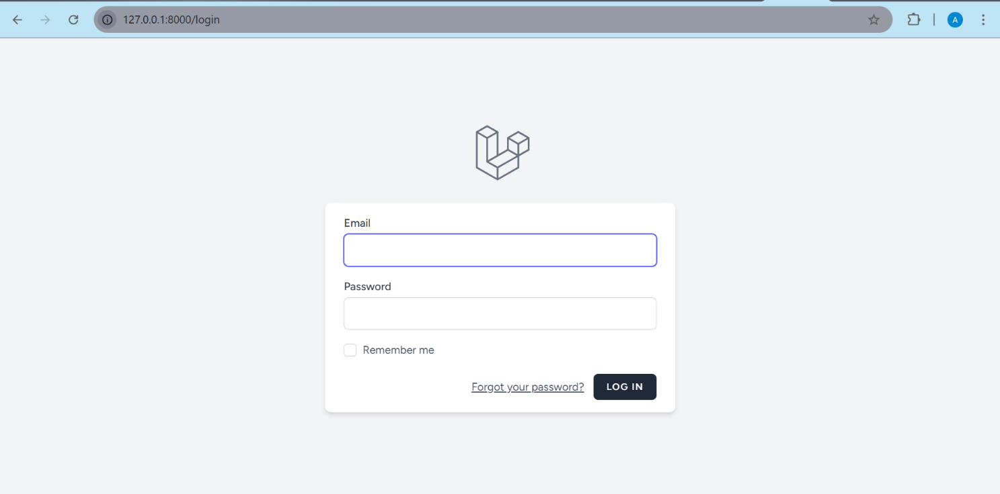 127.0.0.1:8000/login
A
Email
Password
Remember me
Forgot your password? LOG IN